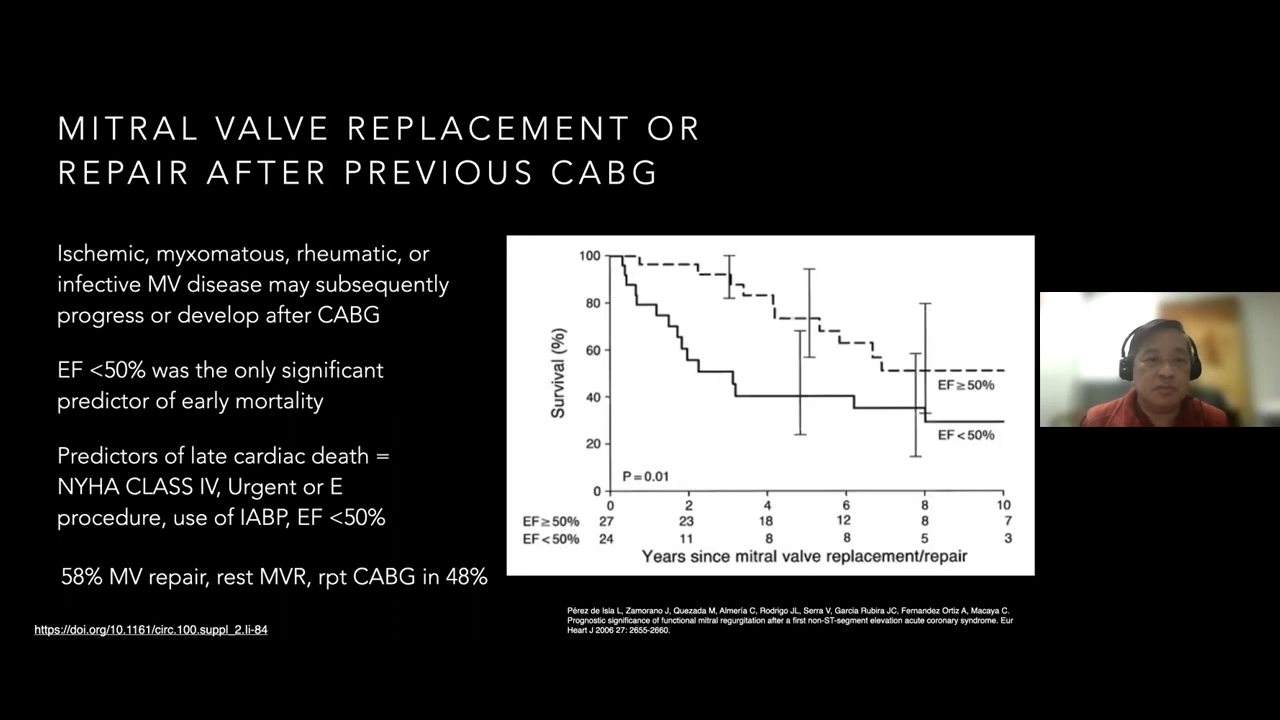 MITRAL VALVE REPLACEMENT OR
REPAIR AFTER PREVIOUS CABG
Ischemic, myxomatous, rheumatic, or
infective MV disease may subsequently
progress or develop after CABG
EF <50% was the only significant
predictor of early mortality
Predictors of late cardiac death =
NYHA CLASS IV, Urgent or E
procedure, use of IABP, EF <50%
58% MV repair, rest MVR, rpt CABG in 48%
https://doi.org/10.1161/circ.100.suppl_2.Ii-84
Survival (%)
100
80
60
40
20
0
EF≥50%
EF<50%
P=0.01
0 2 4 6 8 10
EF≥50% 27 23 18 12 8 7
EF<50% 24 11 8 8 5 3
Years since mitral valve replacement/repair
Pérez de Isla L, Zamorano J, Quezada M, Almería C, Rodrigo JL, Serra V, Garcia Rubira JC, Fernandez Ortiz A, Macaya C.
Prognostic significance of functional mitral regurgitation after a first non-ST-segment elevation acute coronary syndrome. Eur
Heart J 2006 27: 2655-2660.